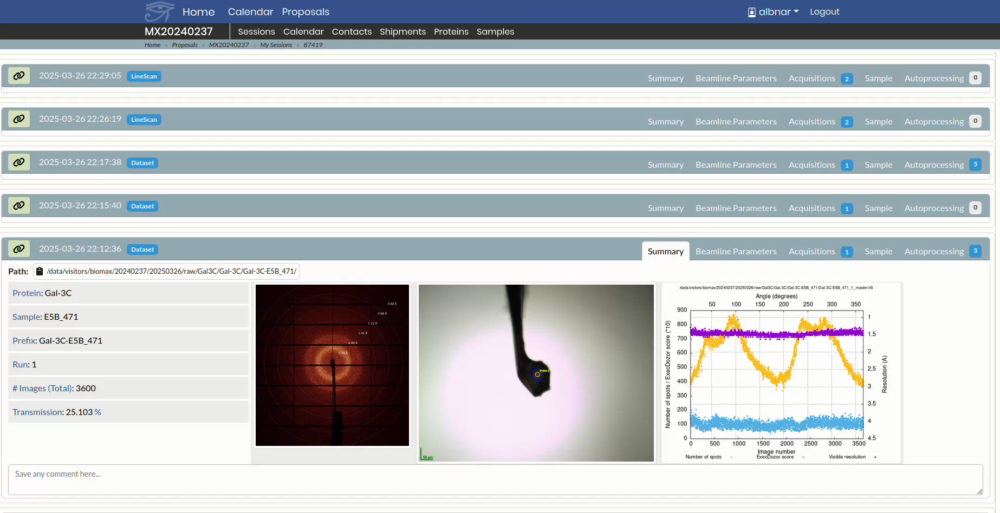 Home Calendar Proposals albnar Logout
MX20240237 Sessions Calendar Contacts Shipments Proteins Samples
Home » Proposals » MX20240237 » My Sessions » 87419
2025-03-26 22:29:05 LineScan Summary Beamline Parameters Acquisitions 2 Sample Autoprocessing 0
2025-03-26 22:26:19 LineScan Summary Beamline Parameters Acquisitions 2 Sample Autoprocessing 0
2025-03-26 22:17:38 Dataset Summary Beamline Parameters Acquisitions 1 Sample Autoprocessing 5
2025-03-26 22:15:40 Dataset Summary Beamline Parameters Acquisitions 1 Sample Autoprocessing 0
2025-03-26 22:12:36 Dataset Summary Beamline Parameters Acquisitions 1 Sample Autoprocessing 5
Path: /data/visitors/biomax/20240237/20250326/raw/Gal3C/Gal-3C/Gal-3C-E5B_471/
Protein: Gal-3C
Sample: E5B_471
Prefix: Gal-3C-E5B_471
Run: 1
# Images (Total): 3600
Transmission: 25.103 %
0.88 Å
0.98 Å
1.13 Å
1.41 Å
2.00 Å
Point-1
50 µm
/data/visitors/biomax/20240237/20250326/raw/Gal3C/Gal-3C/Gal-3C-E5B_471/Gal-3C-E5B_471_1_master.h5
Angle (degrees)
50 100 150 200 250 300 350
900
800
700
600
500
400
300
200
100
0
Number of spots / ExecDozor score (*10)
1
1.5
2
2.5
3
3.5
4
4.5
Resolution (A)
0 500 1000 1500 2000 2500 3000 3500
Image number
Number of spots ExecDozor score Visible resolution
Save any comment here...